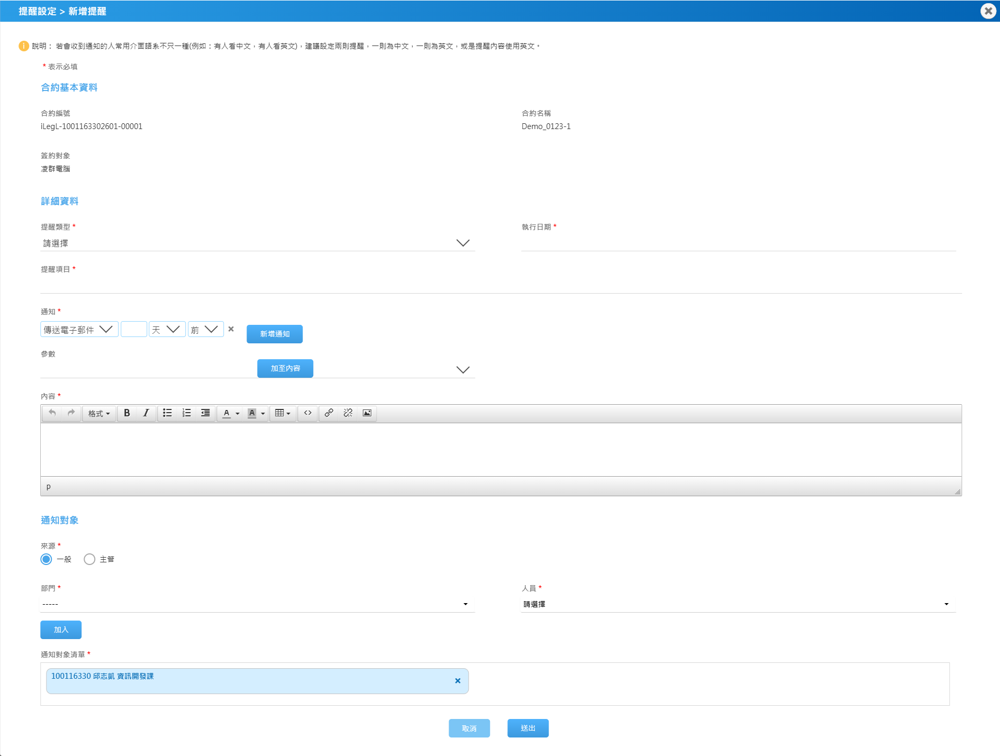 提醒設定 > 新增提醒
說明： 若會收到通知的人常用介面語系不只一種(例如：有人看中文，有人看英文)，建議設定兩則提醒，一則為中文，一則為英文，或是提醒內容使用英文。
* 表示必填
合約基本資料
合約編號
iLegL-1001163302601-00001
合約名稱
Demo_0123-1
簽約對象
凌群電腦
詳細資料
提醒類型 *
請選擇
執行日期 *
提醒項目 *
通知 *
傳送電子郵件 天 前 新增通知
參數
加至內容
內容 *
格式 B I A A
p
通知對象
來源 *
一般 主管
部門 *
-----
人員 *
請選擇
加入
通知對象清單 *
100116330 邱志凱 資訊開發課
取消 送出